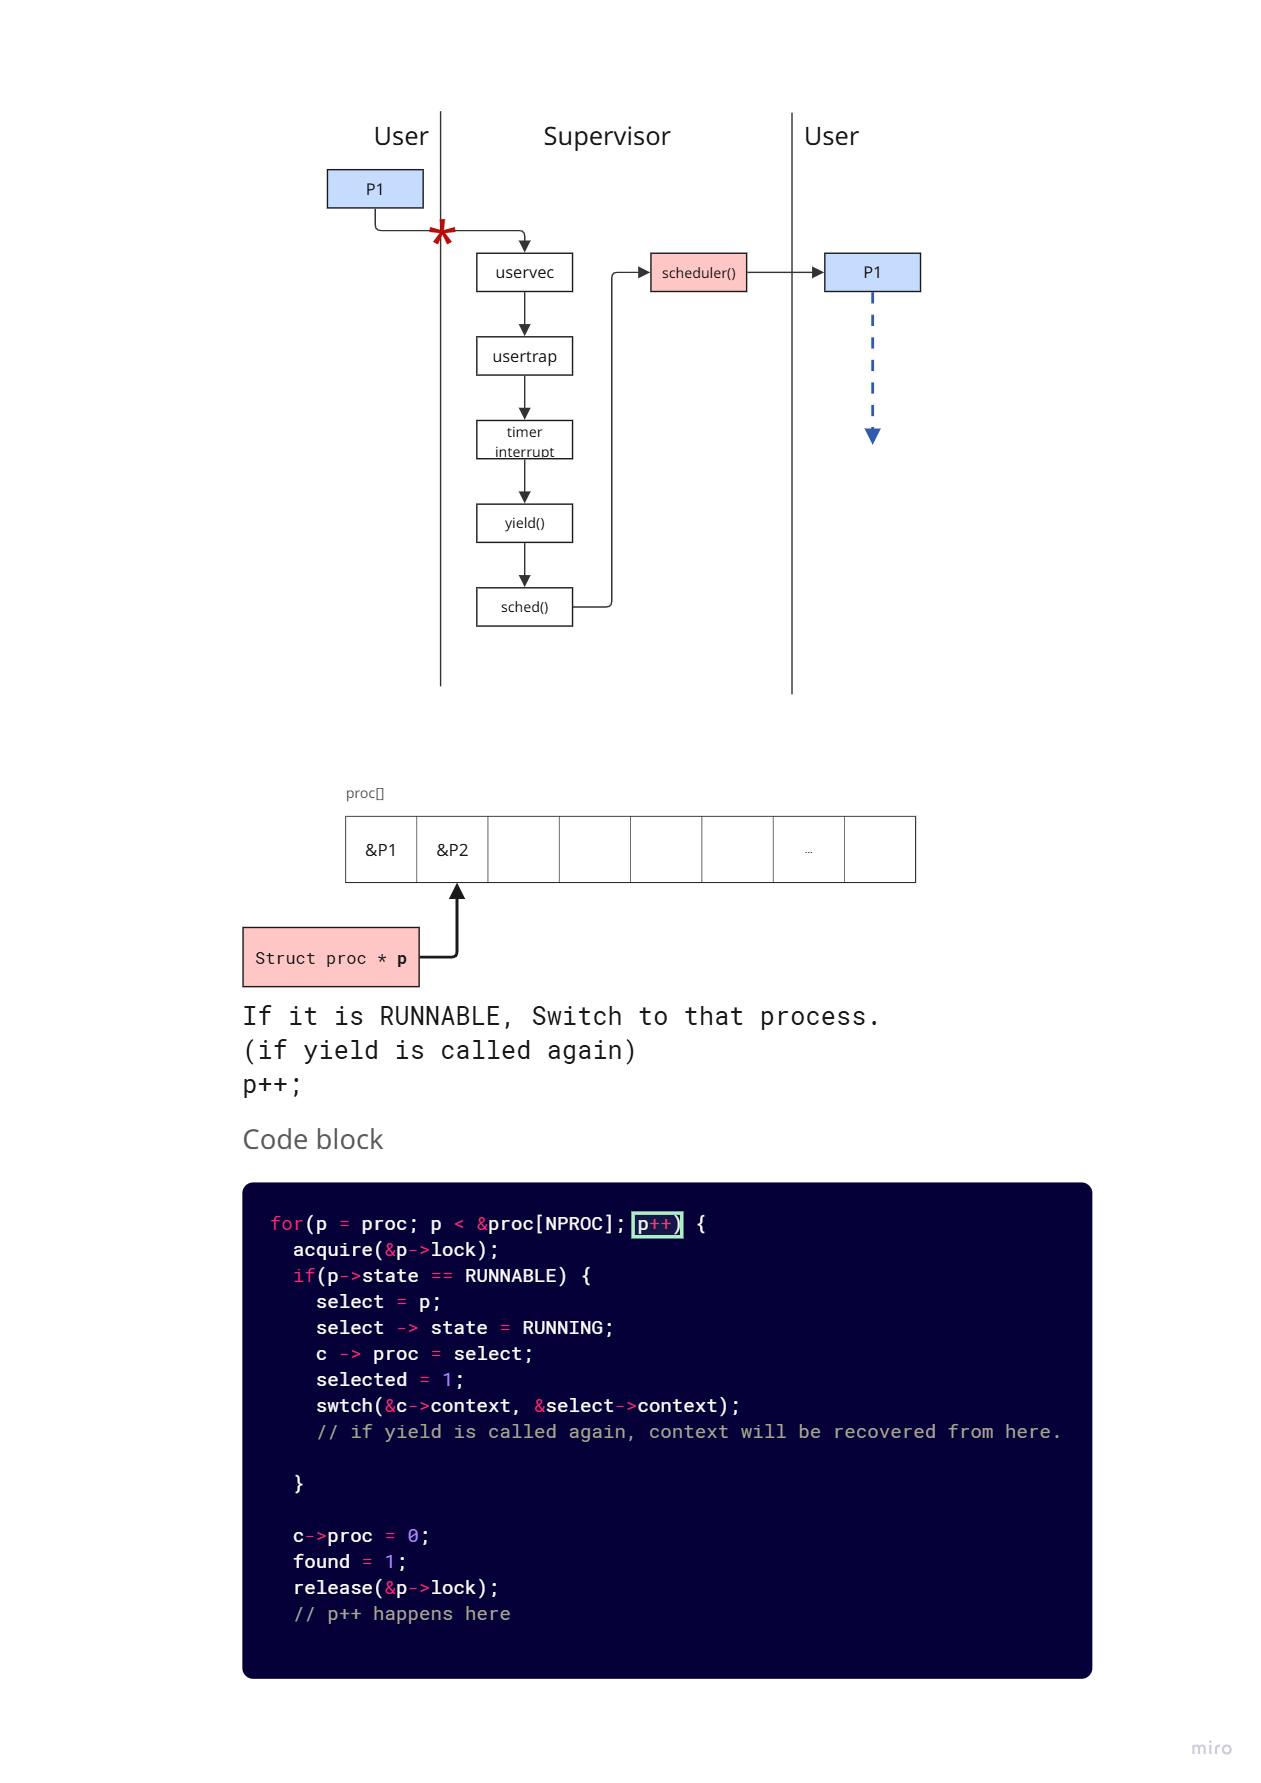 User
Supervisor
User
P1
uservec
scheduler()
P1
usertrap
timer
interrupt
yield()
sched()
proc[]
&P1
&P2
...
Struct proc * p
If it is RUNNABLE, Switch to that process.
(if yield is called again)
p++;
Code block
for(p = proc; p < &proc[NPROC]; p++) {
  acquire(&p->lock);
  if(p->state == RUNNABLE) {
    select = p;
    select -> state = RUNNING;
    c -> proc = select;
    selected = 1;
    swtch(&c->context, &select->context);
    // if yield is called again, context will be recovered from here.
  }
  c->proc = 0;
  found = 1;
  release(&p->lock);
  // p++ happens here
miro